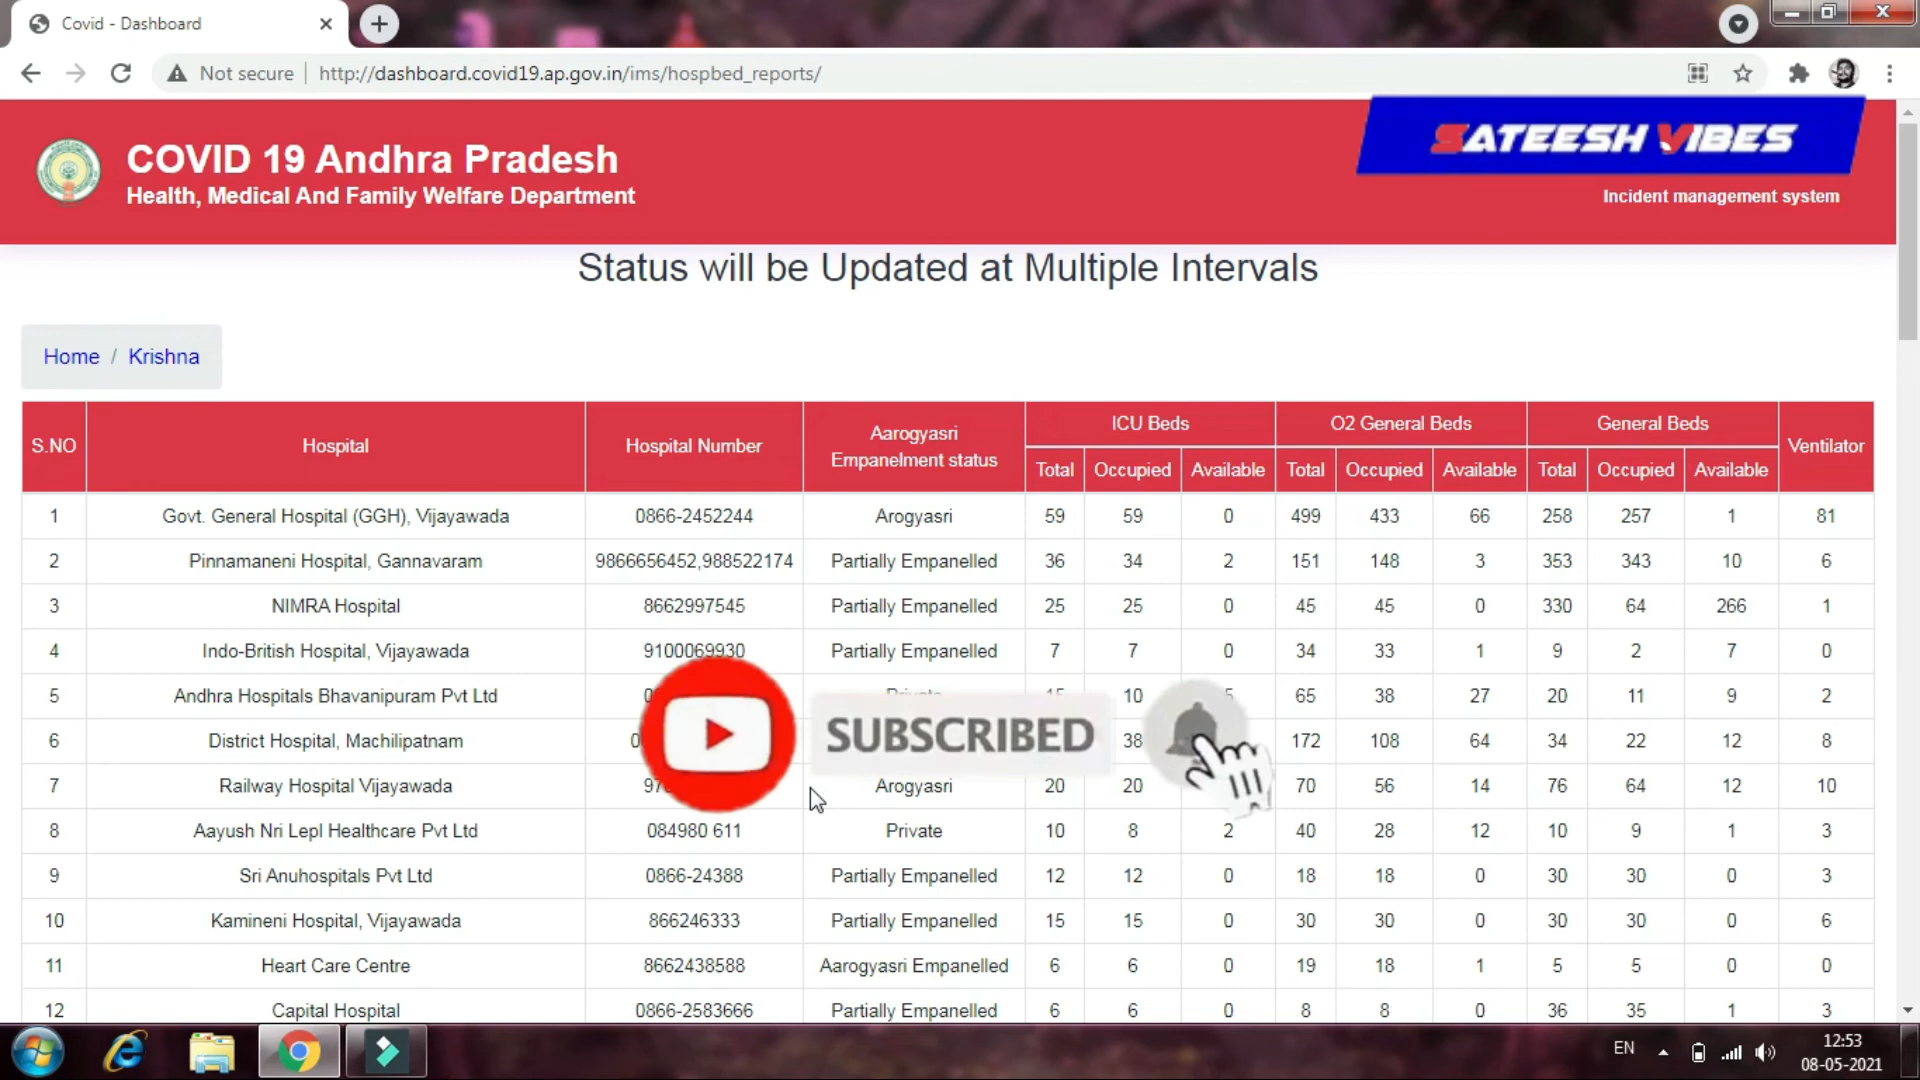 Covid - Dashboard
Not secure
http://dashboard.covid19.ap.gov.in/ims/hospbed_reports/
COVID 19 Andhra Pradesh
Health, Medical And Family Welfare Department
SATEESH VIBES
Incident management system
Status will be Updated at Multiple Intervals
Home / Krishna
S.NO Hospital Hospital Number Aarogyasri Empanelment status ICU Beds O2 General Beds General Beds Ventilator
Total Occupied Available Total Occupied Available Total Occupied Available
1 Govt. General Hospital (GGH), Vijayawada 0866-2452244 Arogyasri 59 59 0 499 433 66 258 257 1 81
2 Pinnamaneni Hospital, Gannavaram 9866656452,988522174 Partially Empanelled 36 34 2 151 148 3 353 343 10 6
3 NIMRA Hospital 8662997545 Partially Empanelled 25 25 0 45 45 0 330 64 266 1
4 Indo-British Hospital, Vijayawada 9100069930 Partially Empanelled 7 7 0 34 33 1 9 2 7 0
5 Andhra Hospitals Bhavanipuram Pvt Ltd Private 15 10 5 65 38 27 20 11 9 2
6 District Hospital, Machilipatnam 38 172 108 64 34 22 12 8
SUBSCRIBED
7 Railway Hospital Vijayawada Arogyasri 20 20 70 56 14 76 64 12 10
8 Aayush Nri Lepl Healthcare Pvt Ltd 084980 611 Private 10 8 2 40 28 12 10 9 1 3
9 Sri Anuhospitals Pvt Ltd 0866-24388 Partially Empanelled 12 12 0 18 18 0 30 30 0 3
10 Kamineni Hospital, Vijayawada 866246333 Partially Empanelled 15 15 0 30 30 0 30 30 0 6
11 Heart Care Centre 8662438588 Aarogyasri Empanelled 6 6 0 19 18 1 5 5 0 0
12 Capital Hospital 0866-2583666 Partially Empanelled 6 6 0 8 8 0 36 35 1 3
EN
12:53
08-05-2021